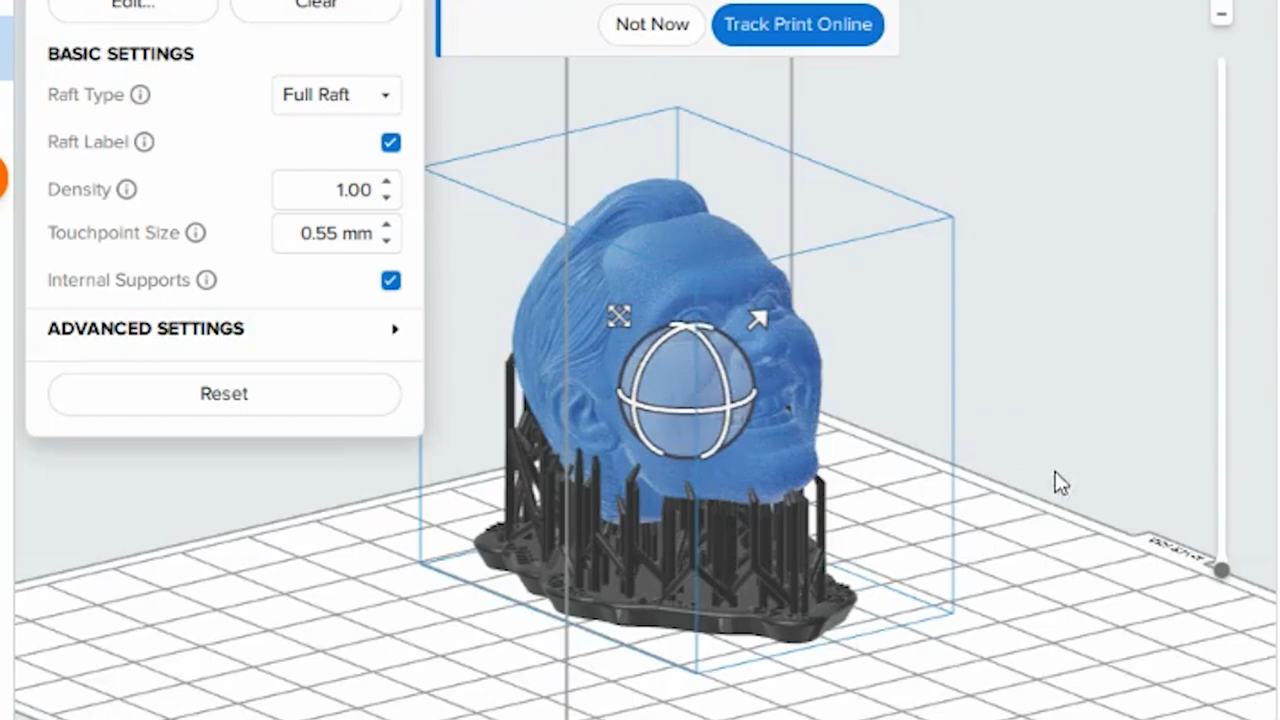 Edit...
Clear
Not Now
Track Print Online
BASIC SETTINGS
Raft Type
Full Raft
Raft Label
Density
1.00
Touchpoint Size
0.55 mm
Internal Supports
ADVANCED SETTINGS
Reset